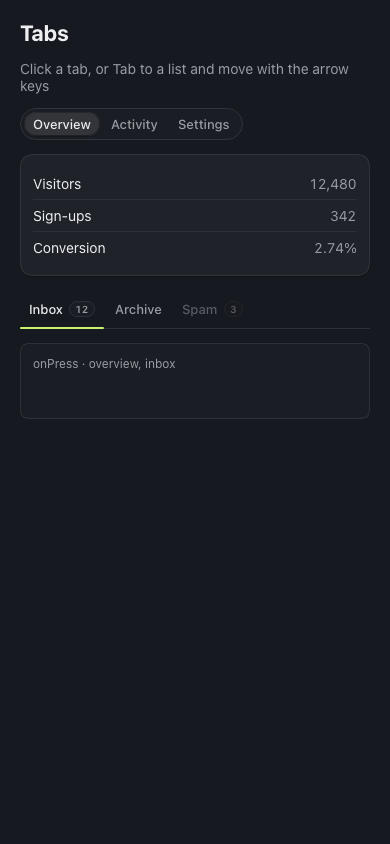 Tabs
Click a tab, or Tab to a list and move with the arrow
keys
Overview Activity Settings
Visitors 12,480
Sign-ups 342
Conversion 2.74%
Inbox 12 Archive Spam 3
onPress · overview, inbox